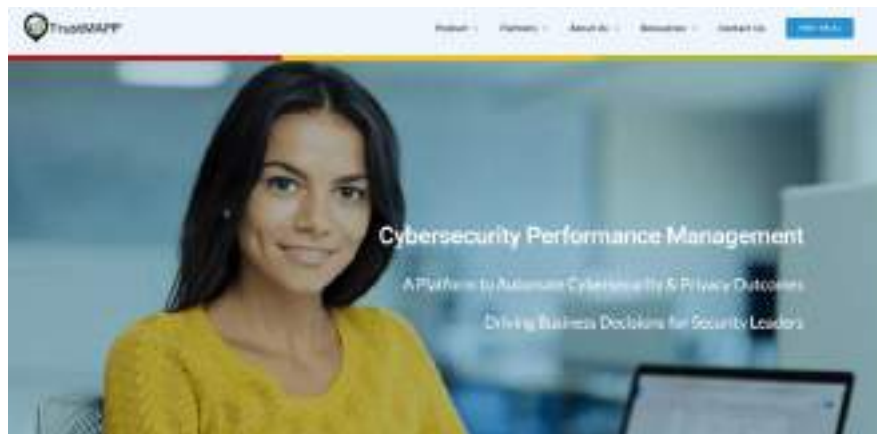 TrustMAPP
Product Partners About Us Resources Contact Us
Cybersecurity Performance Management
A Platform to Automate Cybersecurity & Privacy Outcomes
Driving Business Decisions for Security Leaders